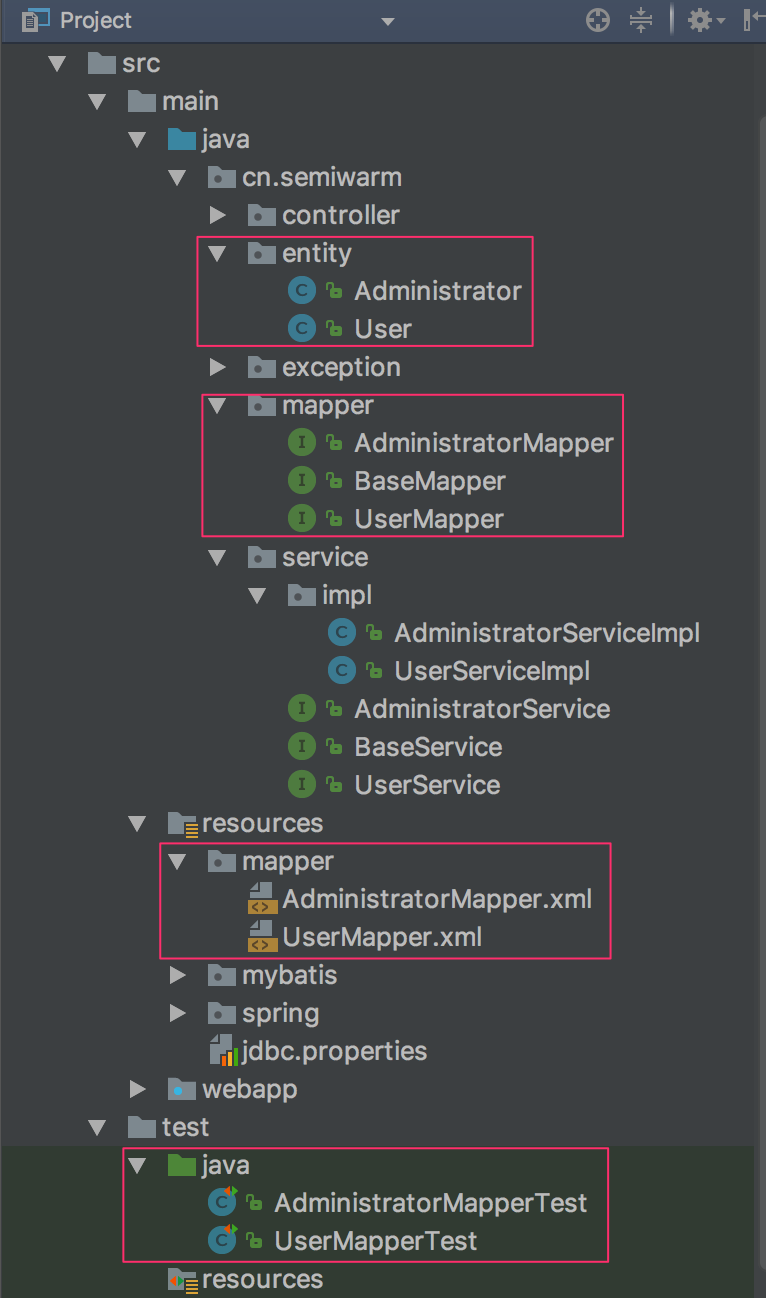 Project
src
main
java
cn.semiwarm
controller
entity
Administrator
User
exception
mapper
AdministratorMapper
BaseMapper
UserMapper
service
impl
AdministratorServiceImpl
UserServiceImpl
AdministratorService
BaseService
UserService
resources
mapper
AdministratorMapper.xml
UserMapper.xml
mybatis
spring
jdbc.properties
webapp
test
java
AdministratorMapperTest
UserMapperTest
resources